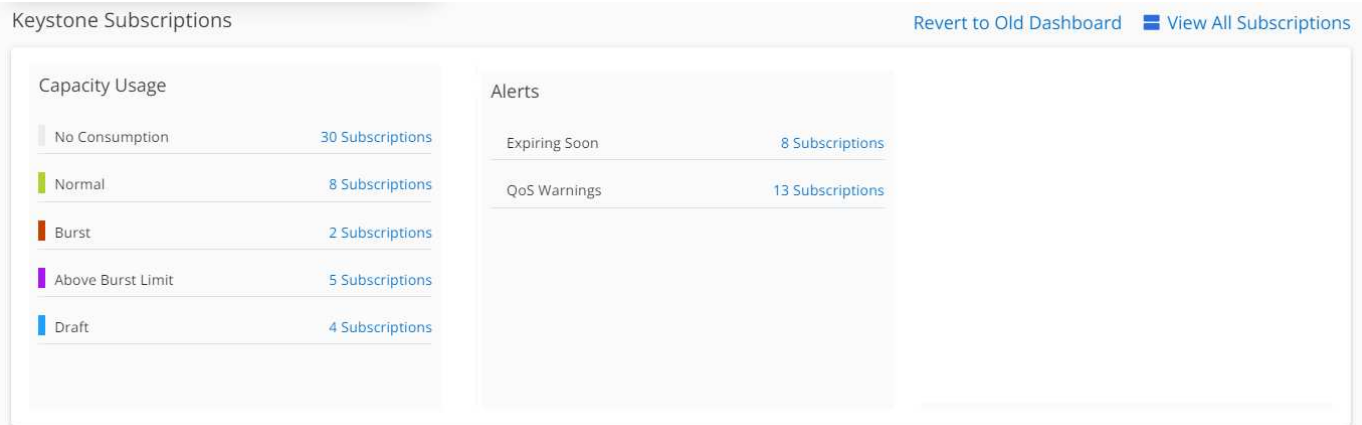 Keystone Subscriptions
Revert to Old Dashboard View All Subscriptions
Capacity Usage
No Consumption 30 Subscriptions
Normal 8 Subscriptions
Burst 2 Subscriptions
Above Burst Limit 5 Subscriptions
Draft 4 Subscriptions
Alerts
Expiring Soon 8 Subscriptions
QoS Warnings 13 Subscriptions